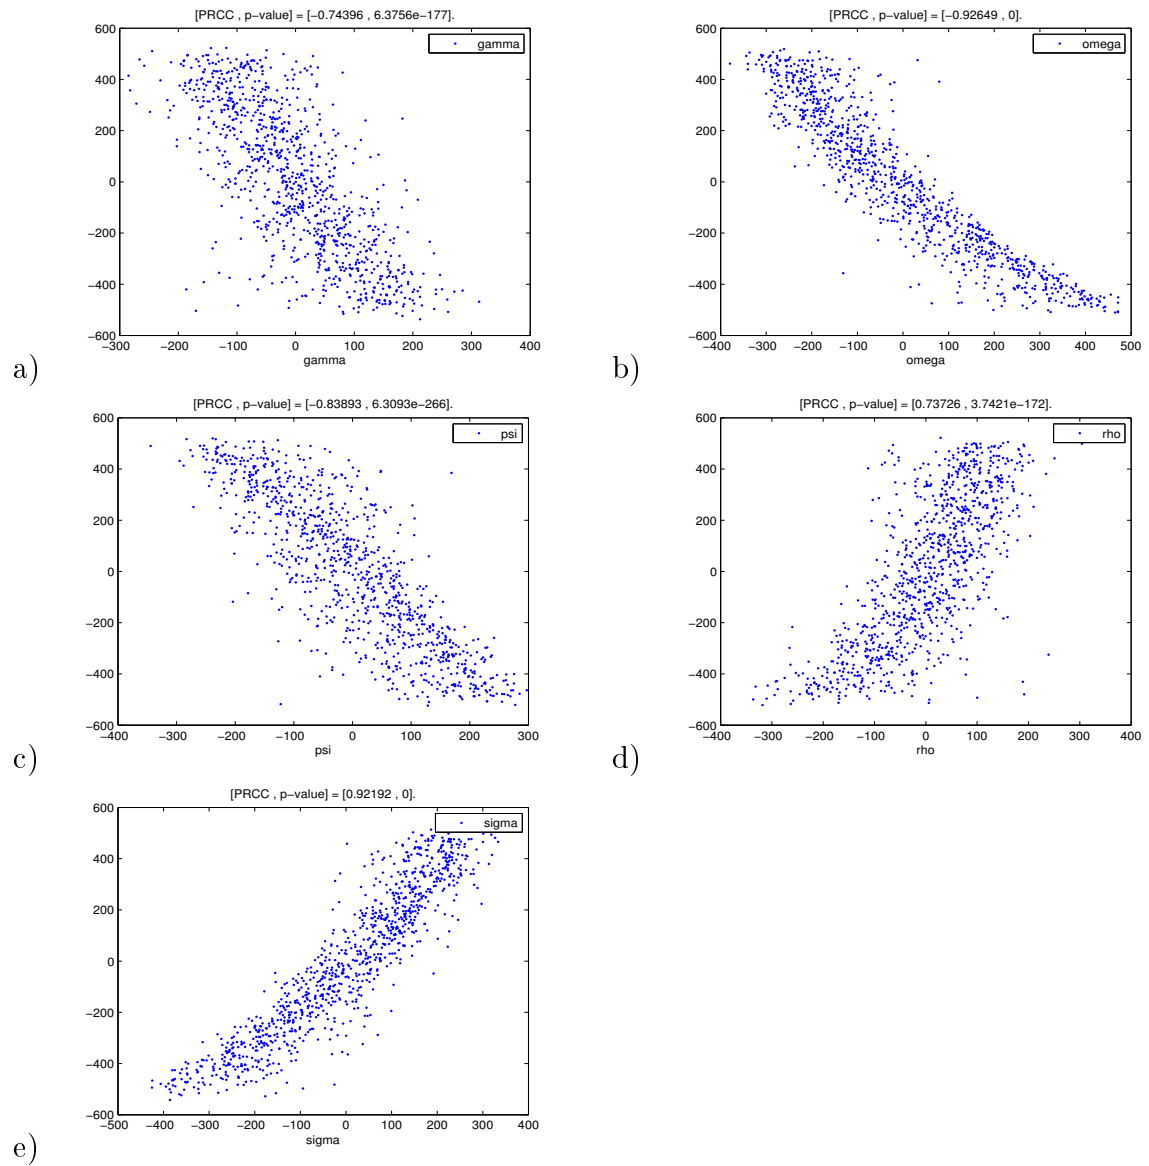 [PRCC , p−value] = [−0.74396 , 6.3756e−177].
gamma
600
400
200
0
−200
−400
−600
−300 −200 −100 0 100 200 300 400
gamma
a)
[PRCC , p−value] = [−0.92649 , 0].
omega
600
400
200
0
−200
−400
−600
−400 −300 −200 −100 0 100 200 300 400 500
omega
b)
[PRCC , p−value] = [−0.83893 , 6.3093e−266].
psi
600
400
200
0
−200
−400
−600
−400 −300 −200 −100 0 100 200 300
psi
c)
[PRCC , p−value] = [0.73726 , 3.7421e−172].
rho
600
400
200
0
−200
−400
−600
−400 −300 −200 −100 0 100 200 300 400
rho
d)
[PRCC , p−value] = [0.92192 , 0].
sigma
600
400
200
0
−200
−400
−600
−500 −400 −300 −200 −100 0 100 200 300 400
sigma
e)